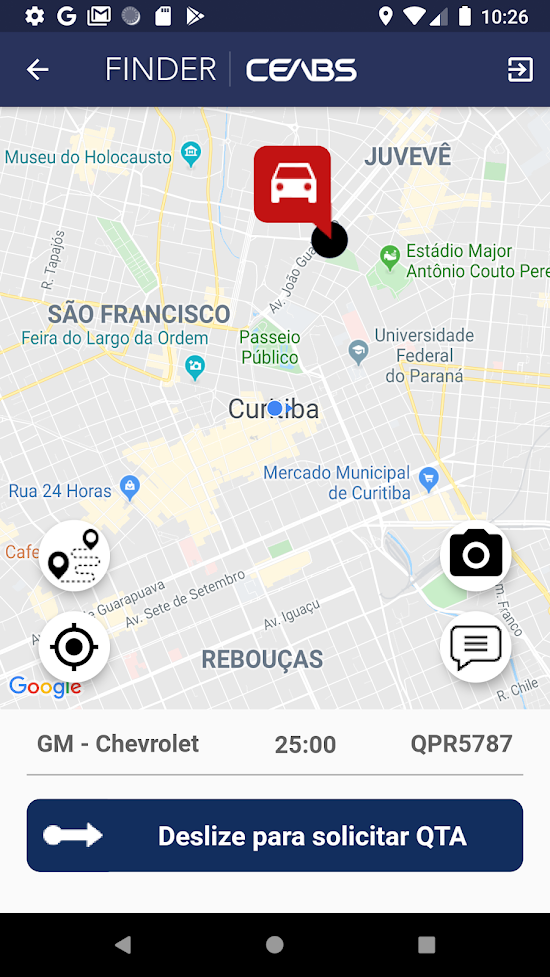 10:26
FINDER CEABS
Museu do Holocausto
JUVEVÊ
R. Tapajós
Av. João Gua
Estádio Major
Antônio Couto Pere
SÃO FRANCISCO
Feira do Largo da Ordem
Passeio
Público
Universidade
Federal
do Paraná
Curitiba
Mercado Municipal
de Curitiba
Rua 24 Horas
Cafe
Guarapuava
Av. Sete de Setembro
Av. Iguaçu
m. Franco
REBOUÇAS
Google
R. Chile
GM - Chevrolet 25:00 QPR5787
Deslize para solicitar QTA